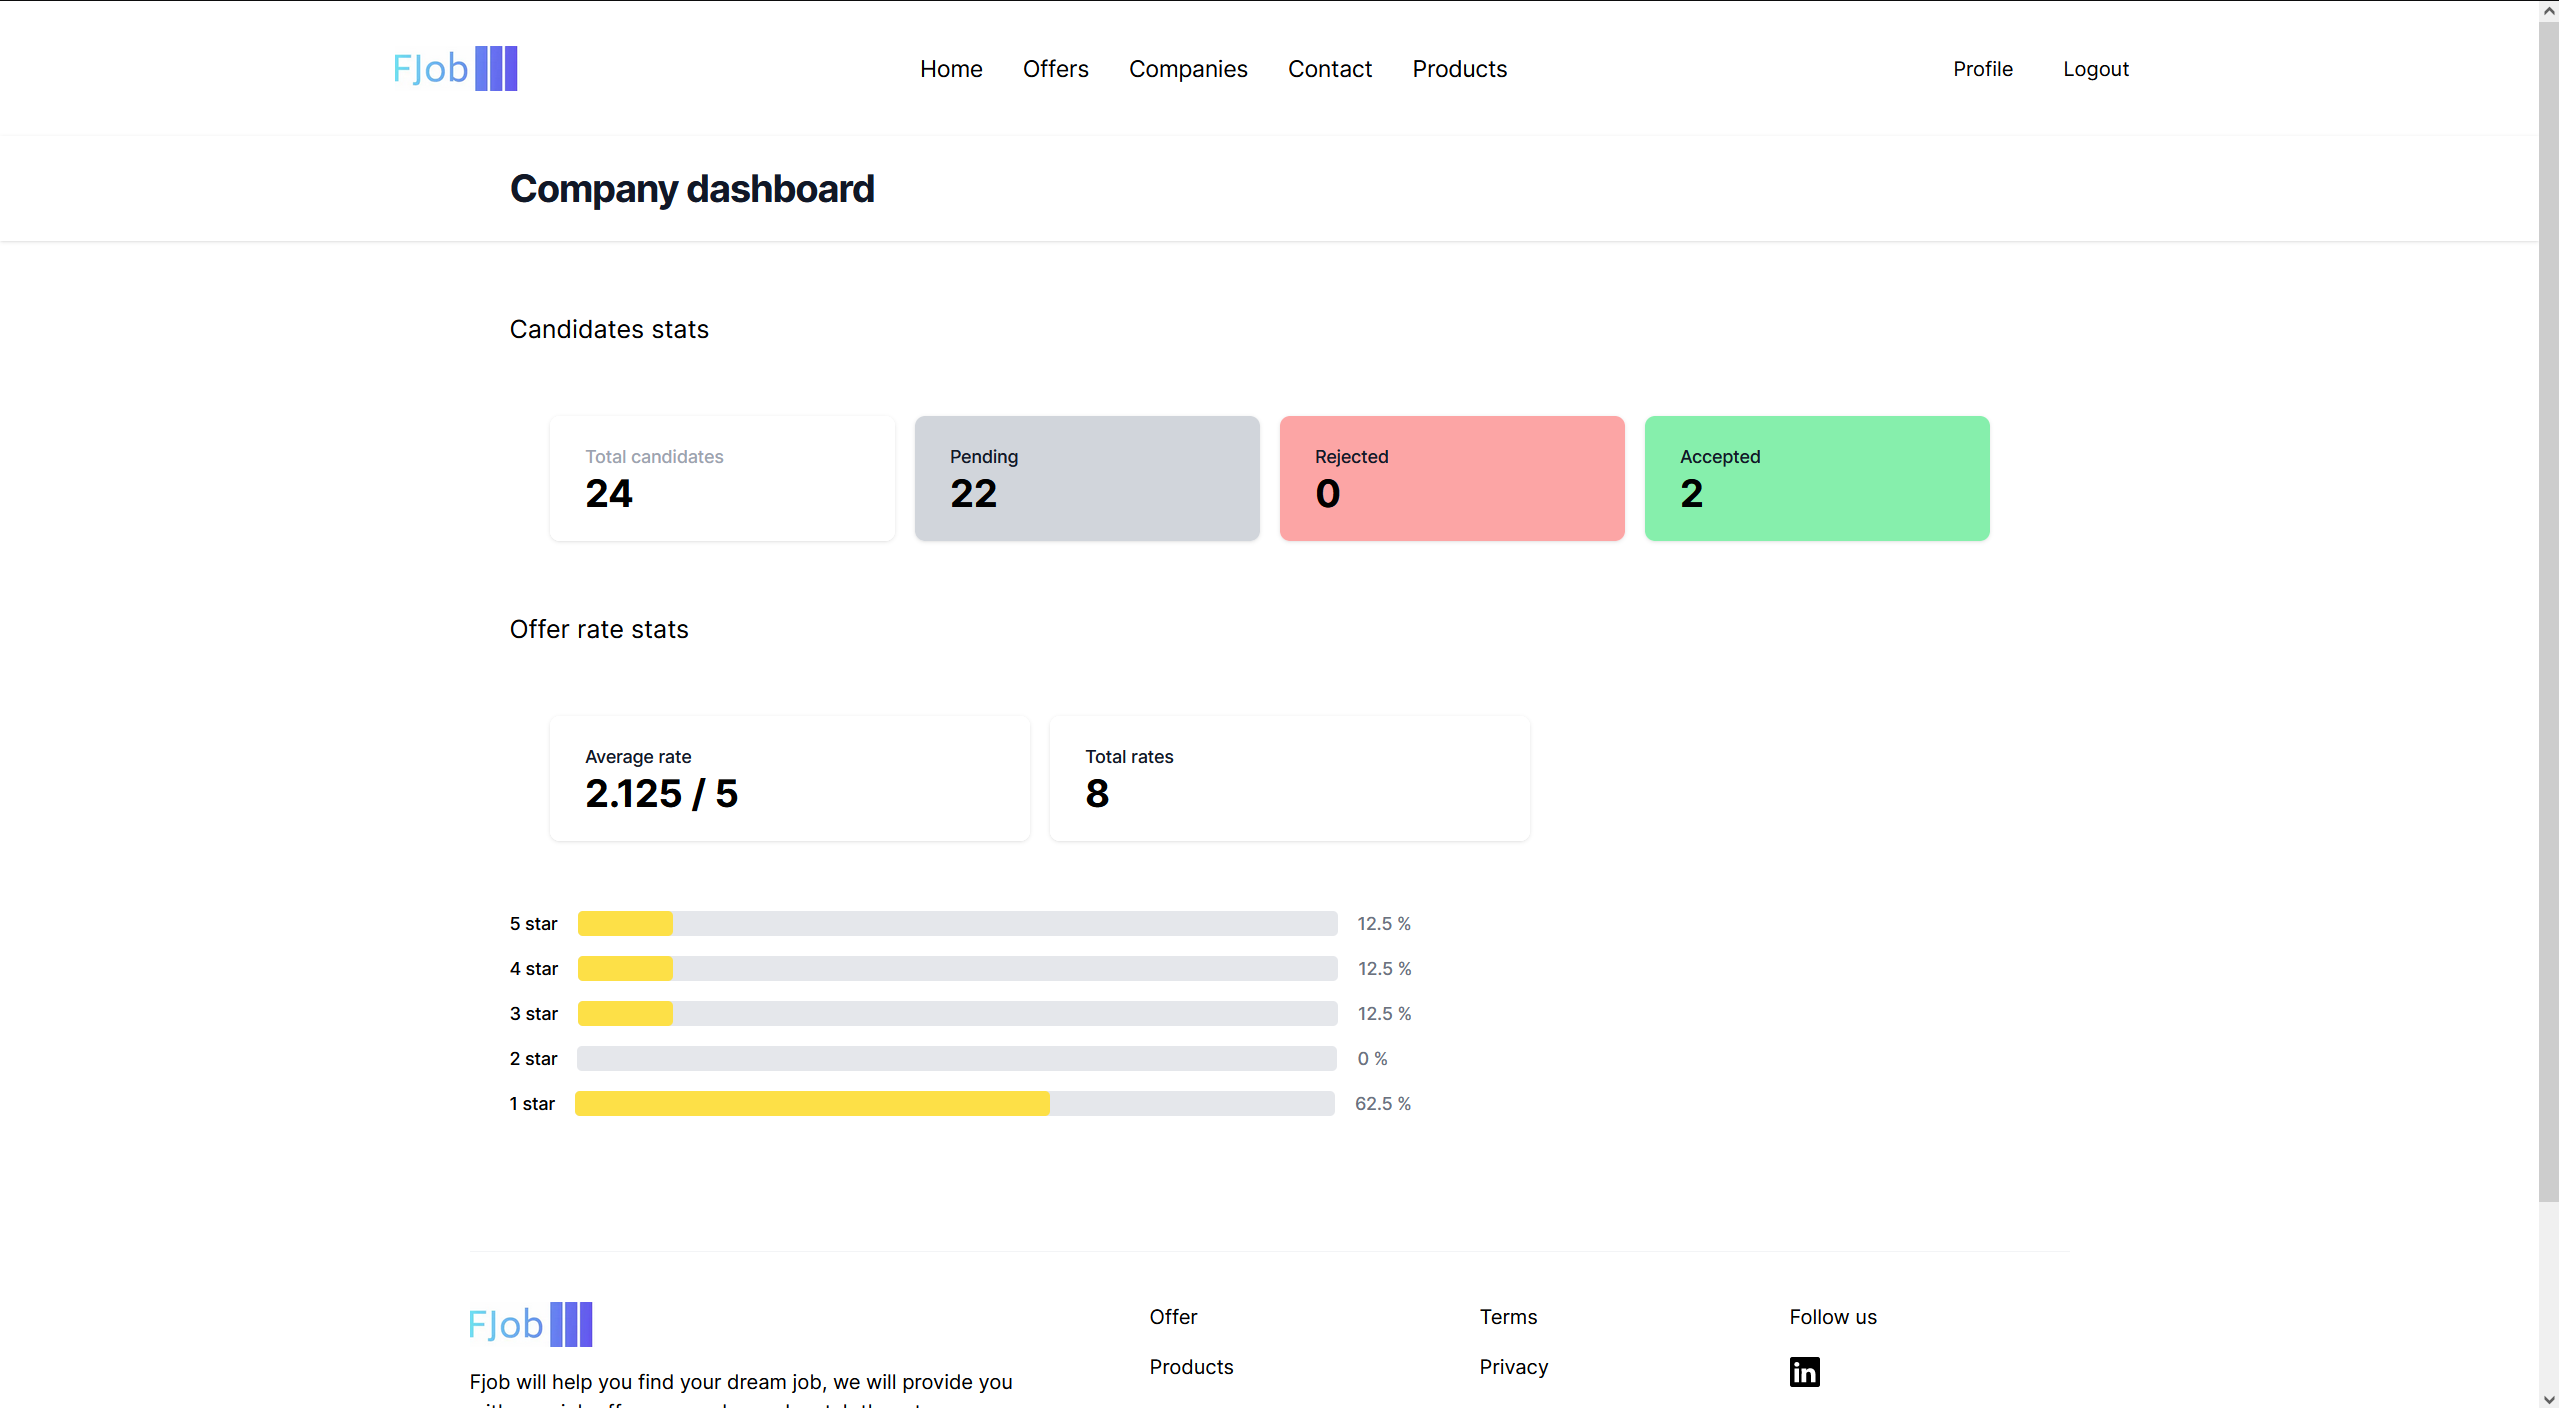 FJob
Home Offers Companies Contact Products
Profile Logout
Company dashboard
Candidates stats
Total candidates
24
Pending
22
Rejected
0
Accepted
2
Offer rate stats
Average rate
2.125 / 5
Total rates
8
5 star 12.5 %
4 star 12.5 %
3 star 12.5 %
2 star 0 %
1 star 62.5 %
FJob
Fjob will help you find your dream job, we will provide you
Offer
Products
Terms
Privacy
Follow us
in